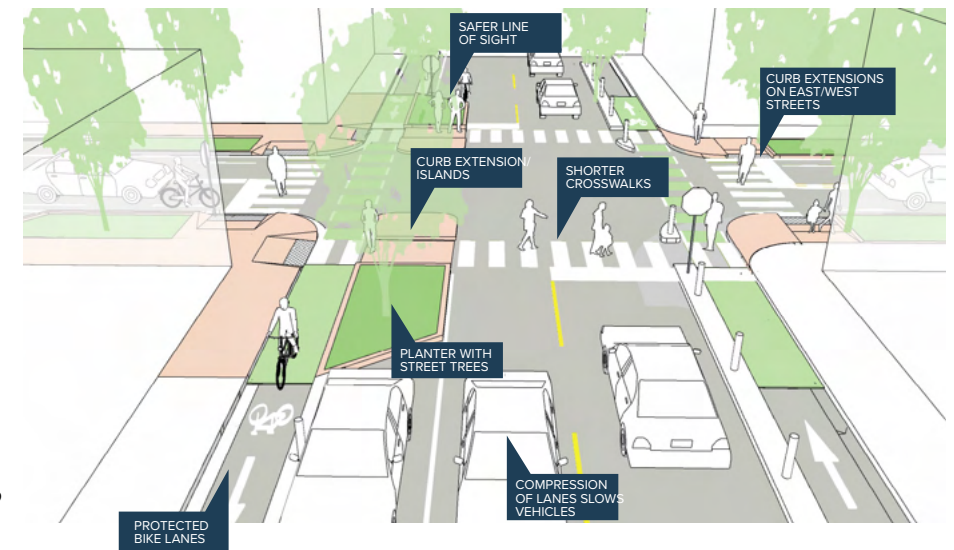 SAFER LINE
OF SIGHT
CURB EXTENSIONS
ON EAST/WEST
STREETS
CURB EXTENSION/
ISLANDS
SHORTER
CROSSWALKS
PLANTER WITH
STREET TREES
COMPRESSION
OF LANES SLOWS
VEHICLES
PROTECTED
BIKE LANES